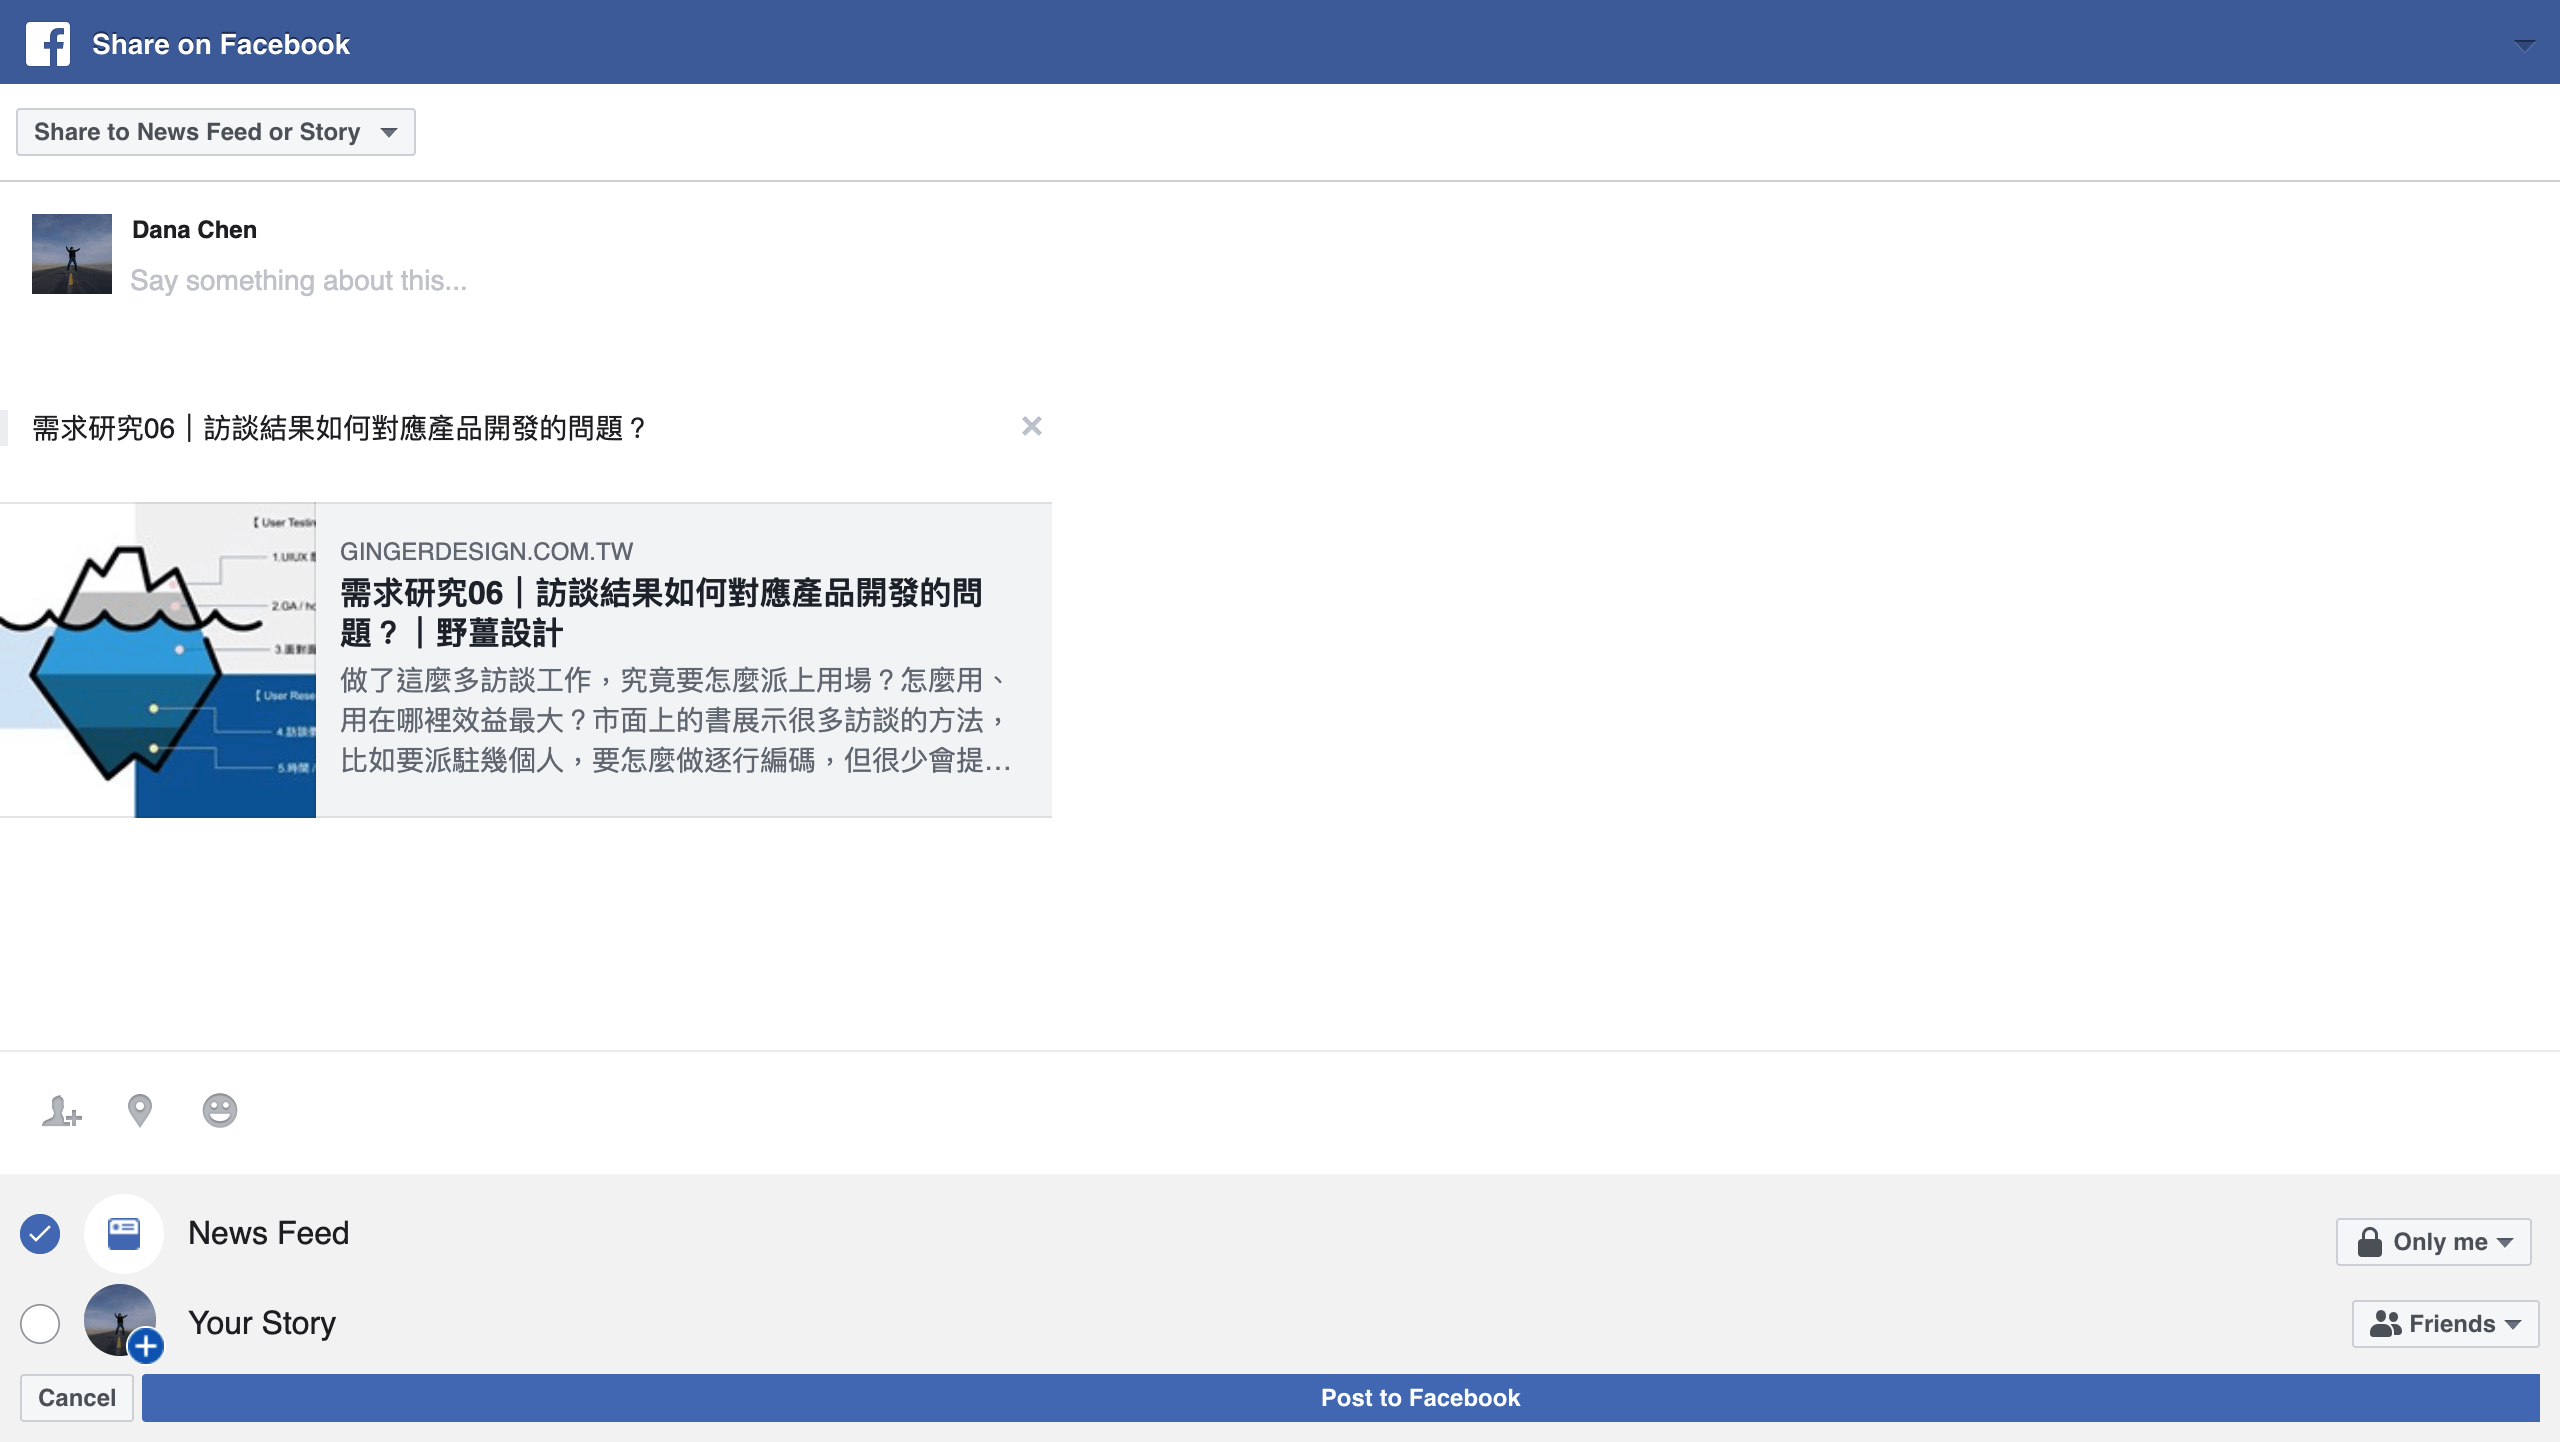 Share on Facebook
Share to News Feed or Story
Dana Chen
Say something about this...
需求研究06｜訪談結果如何對應產品開發的問題？
【 User Testin
1.UIUX
2.GA / ho
3.面對面
【 User Rese
4.訪談
5.時間 /
GINGERDESIGN.COM.TW
需求研究06｜訪談結果如何對應產品開發的問
題？｜野薑設計
做了這麼多訪談工作，究竟要怎麼派上用場？怎麼用、
用在哪裡效益最大？市面上的書展示很多訪談的方法，
比如要派駐幾個人，要怎麼做逐行編碼，但很少會提…
News Feed
Only me
Your Story
Friends
Cancel
Post to Facebook